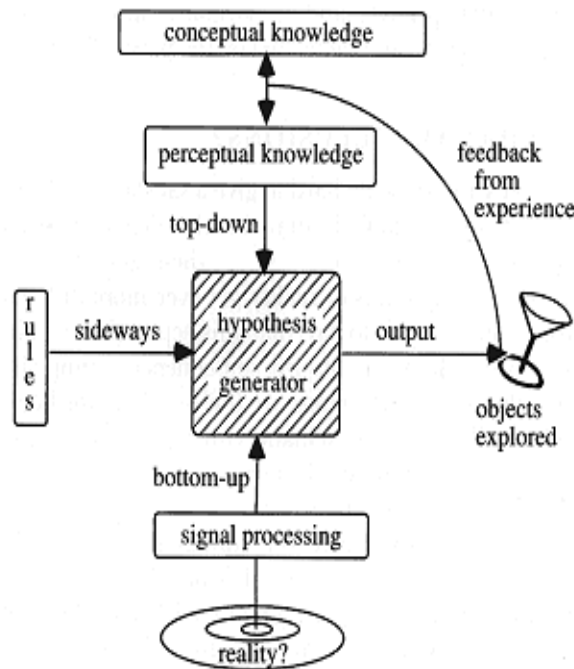 conceptual knowledge
perceptual knowledge
feedback
from
experience
top-down
rules
sideways
hypothesis
generator
output
objects
explored
bottom-up
signal processing
reality?